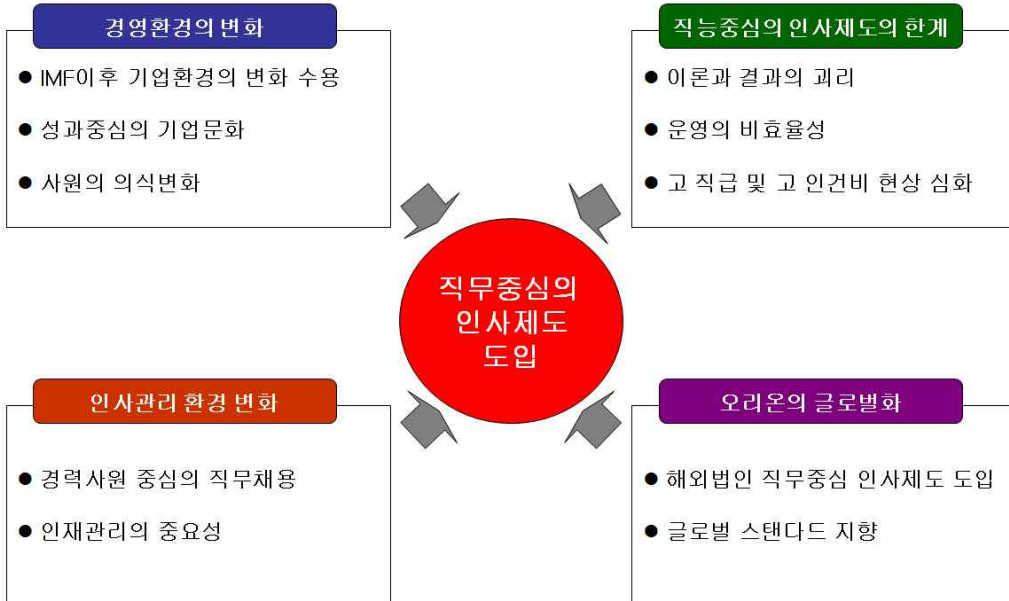 경영환경의 변화
● IMF이후 기업환경의 변화 수용
● 성과중심의 기업문화
● 사원의 의식변화
직능중심의 인사제도의 한계
● 이론과 결과의 괴리
● 운영의 비효율성
● 고 직급 및 고 인건비 현상 심화
직무중심의
인사제도
도입
인사관리 환경 변화
● 경력사원 중심의 직무채용
● 인재관리의 중요성
오리온의 글로벌화
● 해외법인 직무중심 인사제도 도입
● 글로벌 스탠다드 지향